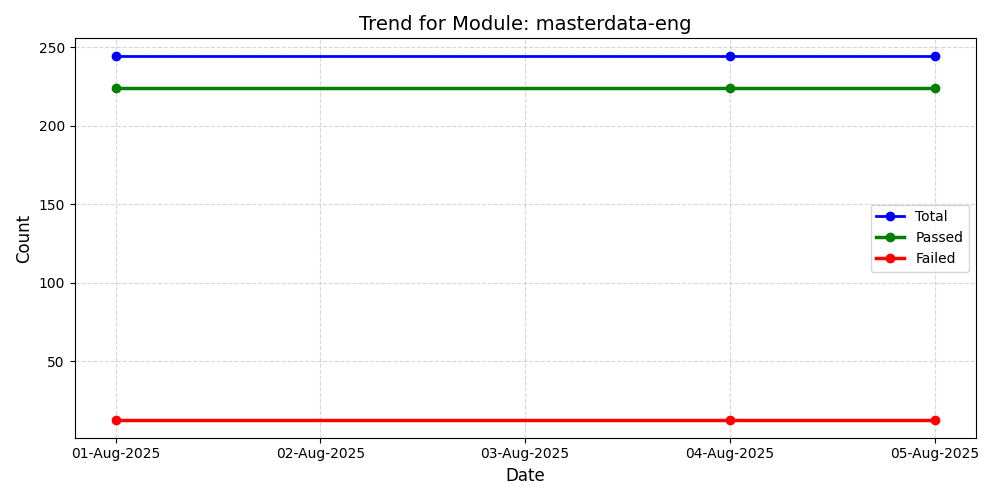 Trend for Module: masterdata-eng
250
200
150
100
50
Count
Total
Passed
Failed
01-Aug-2025
02-Aug-2025
03-Aug-2025
04-Aug-2025
05-Aug-2025
Date